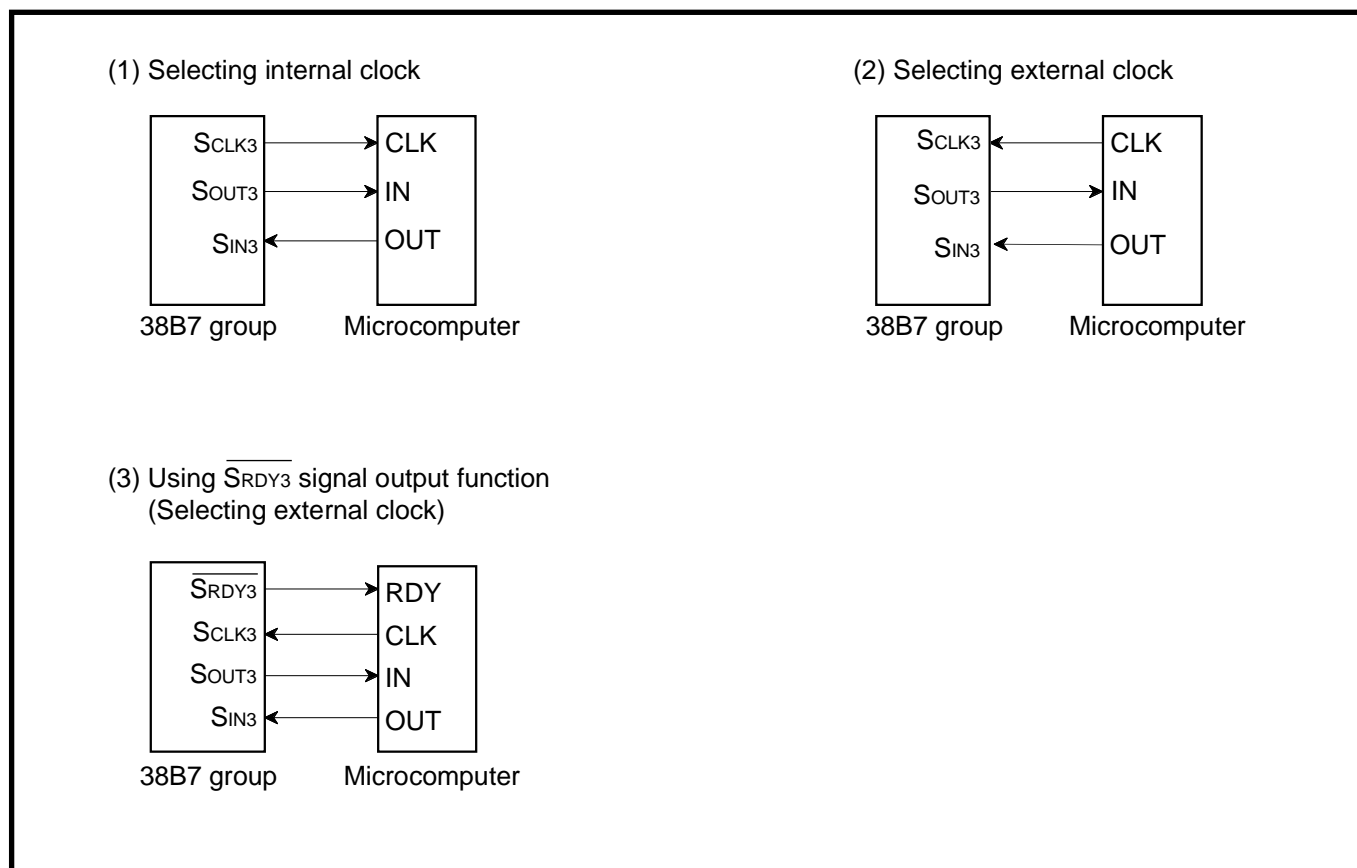 (1) Selecting internal clock
SCLK3 CLK
SOUT3 IN
SIN3 OUT
38B7 group Microcomputer
(2) Selecting external clock
SCLK3 CLK
SOUT3 IN
SIN3 OUT
38B7 group Microcomputer
(3) Using SRDY3 signal output function
(Selecting external clock)
SRDY3 RDY
SCLK3 CLK
SOUT3 IN
SIN3 OUT
38B7 group Microcomputer